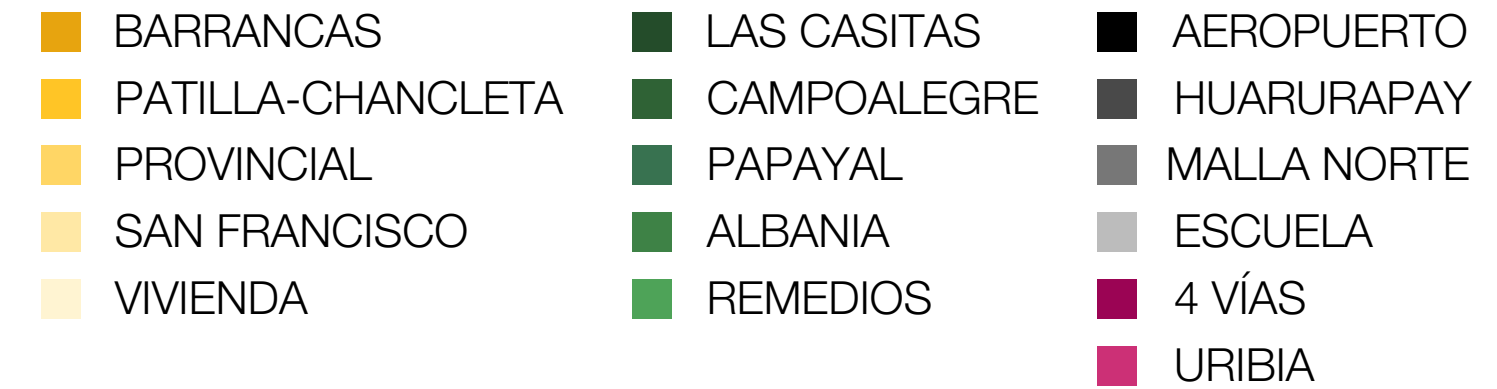 BARRANCAS
PATILLA-CHANCLETA
PROVINCIAL
SAN FRANCISCO
VIVIENDA
LAS CASITAS
CAMPOALEGRE
PAPAYAL
ALBANIA
REMEDIOS
AEROPUERTO
HUARURAPAY
MALLA NORTE
ESCUELA
4 VÍAS
URIBIA